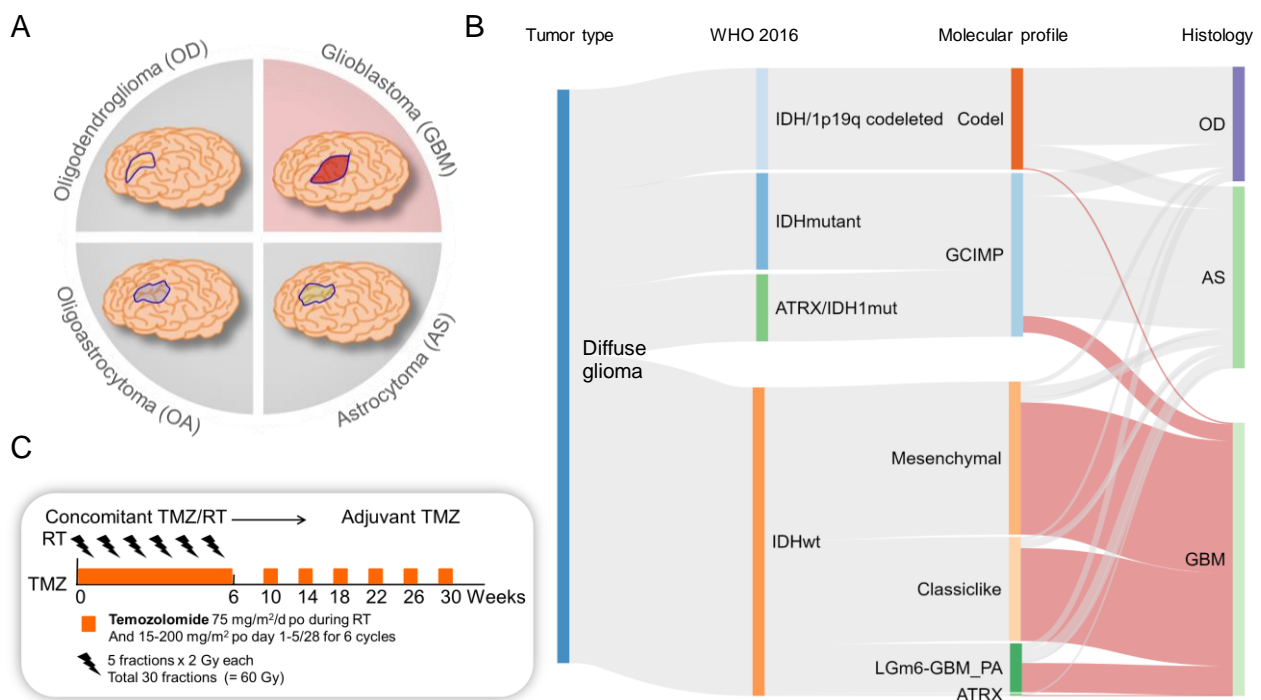 A
Oligodendroglioma (OD)
Glioblastoma (GBM)
Oligoastrocytoma (OA)
Astrocytoma (AS)
B
Tumor type
WHO 2016
Molecular profile
Histology
IDH/1p19q codeleted
Codel
OD
IDHmutant
GCIMP
AS
ATRX/IDH1mut
Diffuse
glioma
Mesenchymal
IDHwt
GBM
Classiclike
LGm6-GBM_PA
ATRX
C
Concomitant TMZ/RT
Adjuvant TMZ
RT
TMZ
0 6 10 14 18 22 26 30 Weeks
Temozolomide 75 mg/m²/d po during RT
And 15-200 mg/m² po day 1-5/28 for 6 cycles
5 fractions x 2 Gy each
Total 30 fractions (= 60 Gy)